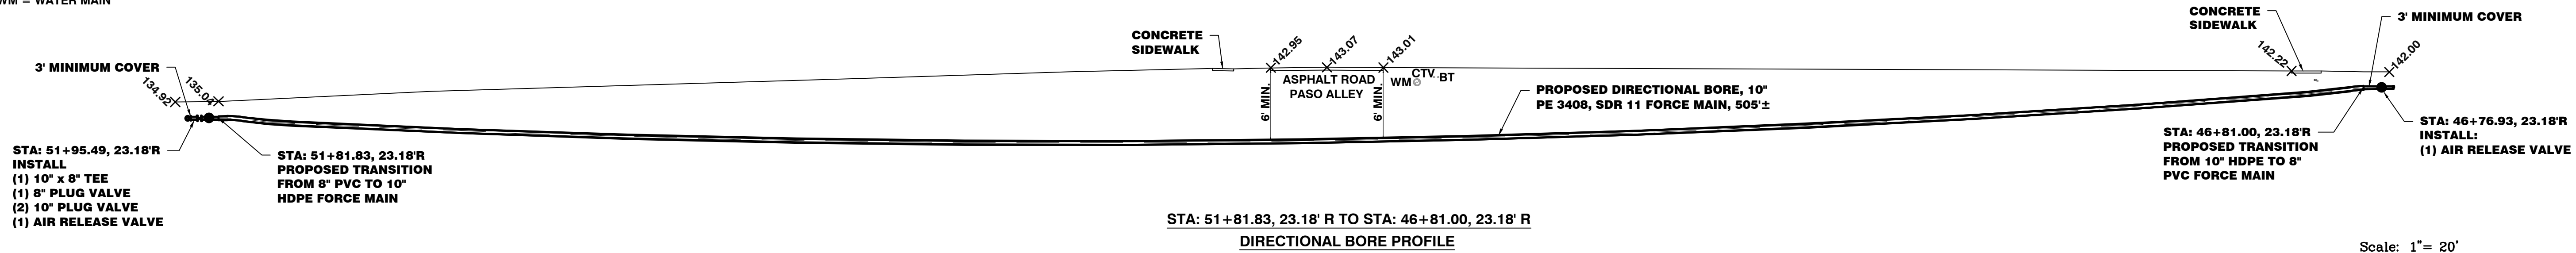 WM = WATER MAIN
3' MINIMUM COVER
134.92
135.04
STA: 51+95.49, 23.18'R
INSTALL
(1) 10" x 8" TEE
(1) 8" PLUG VALVE
(2) 10" PLUG VALVE
(1) AIR RELEASE VALVE
STA: 51+81.83, 23.18'R
PROPOSED TRANSITION
FROM 8" PVC TO 10"
HDPE FORCE MAIN
CONCRETE
SIDEWALK
142.95
143.07
143.01
ASPHALT ROAD
PASO ALLEY
6' MIN.
6' MIN.
WM
CTV
BT
PROPOSED DIRECTIONAL BORE, 10"
PE 3408, SDR 11 FORCE MAIN, 505'±
CONCRETE
SIDEWALK
142.22
142.00
3' MINIMUM COVER
STA: 46+81.00, 23.18'R
PROPOSED TRANSITION
FROM 10" HDPE TO 8"
PVC FORCE MAIN
STA: 46+76.93, 23.18'R
INSTALL:
(1) AIR RELEASE VALVE
STA: 51+81.83, 23.18' R TO STA: 46+81.00, 23.18' R
DIRECTIONAL BORE PROFILE
Scale: 1"= 20'